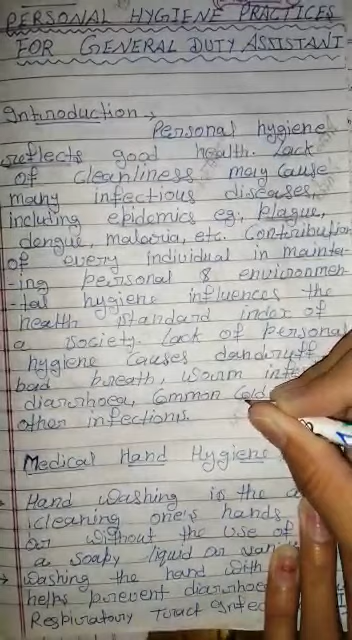 PERSONAL HYGIENE PRACTICES
FOR GENERAL DUTY ASSISTANT
Introduction →
Personal hygiene
reflects good health. Lack
of cleanliness may cause
many infectious diseases,
including epidemics eg; plague,
dengue, malaria, etc. Contribution
of every individual in mainta-
-ing personal & environmen-
-tal hygiene influences the
health standard index of
a society. Lack of personal
hygiene causes dandruff,
bad breath, worm
diarrhoea, common cold
other infections.
Medical Hand Hygiene
→ Hand washing is the
cleaning one's hands
or without the use of
a soapy liquid or
→ Washing the hand with
helps prevent
Respiratory Tract